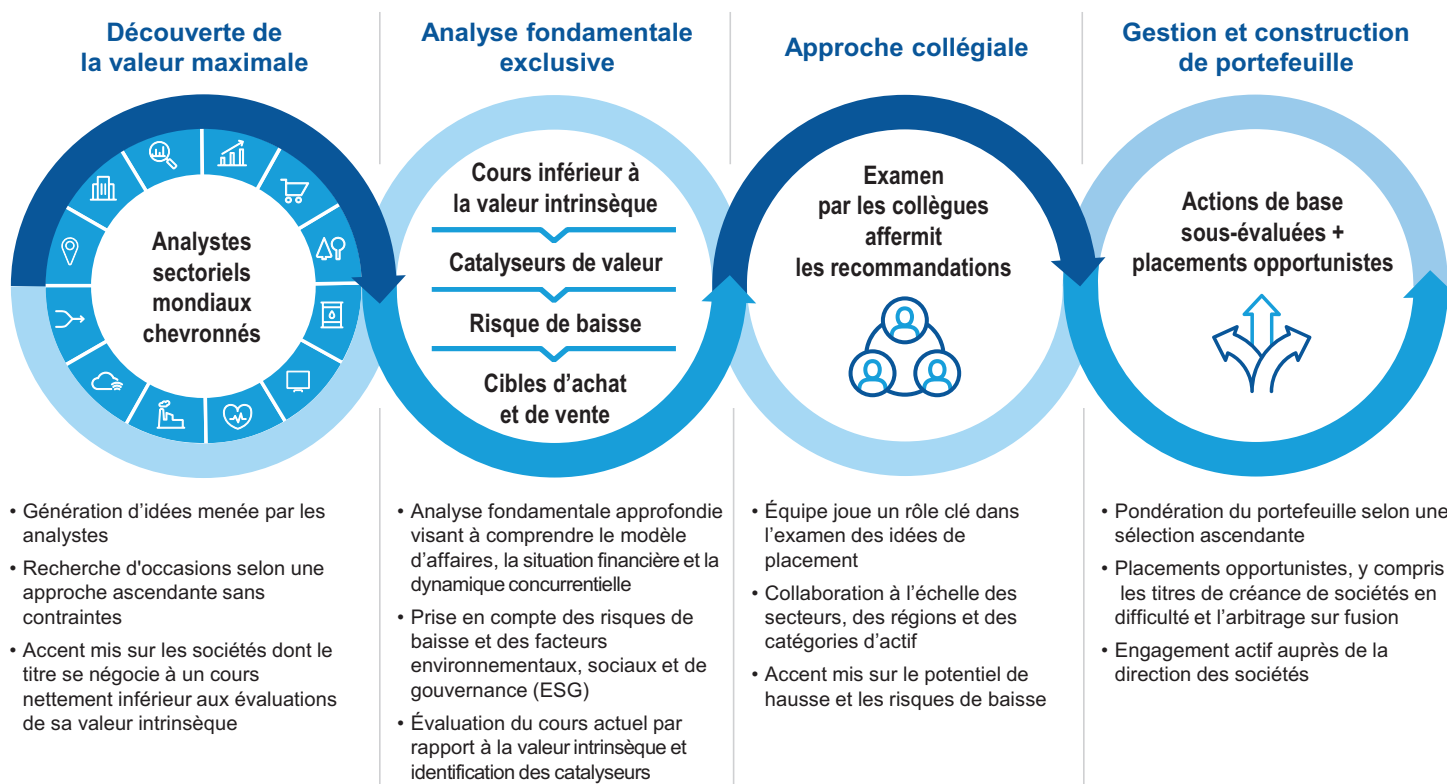 Découverte de
la valeur maximale
Analystes
sectoriels
mondiaux
chevronnés
• Génération d’idées menée par les
analystes
• Recherche d'occasions selon une
approche ascendante sans
contraintes
• Accent mis sur les sociétés dont le
titre se négocie à un cours
nettement inférieur aux évaluations
de sa valeur intrinsèque
Analyse fondamentale
exclusive
Cours inférieur à
la valeur intrinsèque
Catalyseurs de valeur
Risque de baisse
Cibles d’achat
et de vente
• Analyse fondamentale approfondie
visant à comprendre le modèle
d’affaires, la situation financière et la
dynamique concurrentielle
• Prise en compte des risques de
baisse et des facteurs
environnementaux, sociaux et de
gouvernance (ESG)
• Évaluation du cours actuel par
rapport à la valeur intrinsèque et
identification des catalyseurs
Approche collégiale
Examen
par les collègues
affermit
les recommandations
• Équipe joue un rôle clé dans
l’examen des idées de
placement
• Collaboration à l’échelle des
secteurs, des régions et des
catégories d’actif
• Accent mis sur le potentiel de
hausse et les risques de baisse
Gestion et construction
de portefeuille
Actions de base
sous-évaluées +
placements opportunistes
• Pondération du portefeuille selon une
sélection ascendante
• Placements opportunistes, y compris
les titres de créance de sociétés en
difficulté et l’arbitrage sur fusion
• Engagement actif auprès de la
direction des sociétés